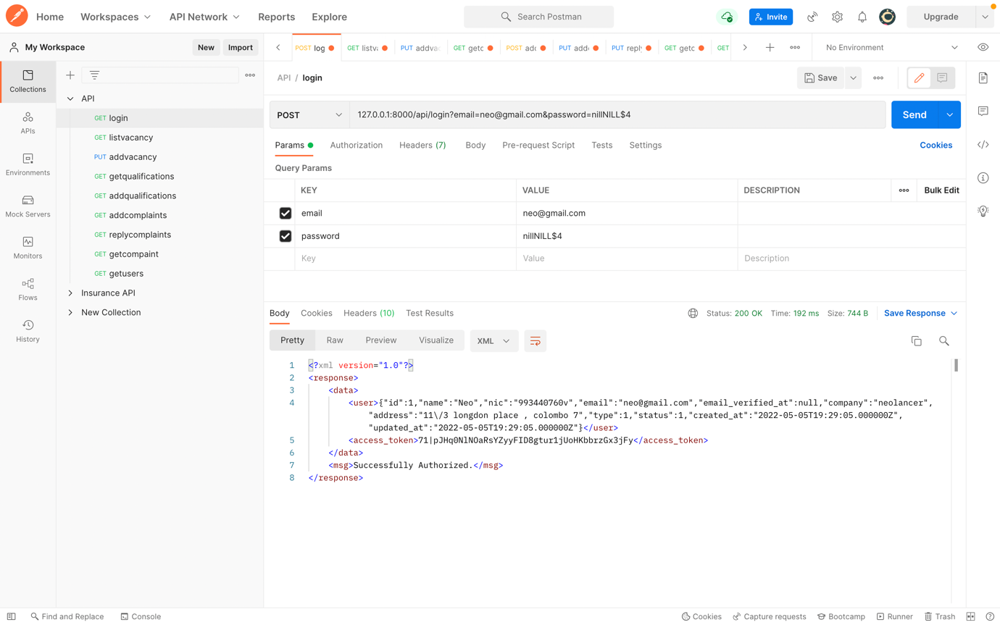 Home Workspaces API Network Reports Explore Search Postman Invite Upgrade
My Workspace New Import
POST log GET listv PUT addva GET getc POST adc PUT adde PUT reply GET getc GET No Environment
Collections
APIs
Environments
Mock Servers
Monitors
Flows
History
API
GET login
GET listvacancy
PUT addvacancy
GET getqualifications
GET addqualifications
GET addcomplaints
GET replycomplaints
GET getcompaint
GET getusers
Insurance API
New Collection
API / login Save
POST 127.0.0.1:8000/api/login?email=neo@gmail.com&password=nillNILL$4 Send
Params Authorization Headers (7) Body Pre-request Script Tests Settings Cookies
Query Params
KEY VALUE DESCRIPTION Bulk Edit
email neo@gmail.com
password nillNILL$4
Key Value Description
Body Cookies Headers (10) Test Results Status: 200 OK Time: 192 ms Size: 744 B Save Response
Pretty Raw Preview Visualize XML
1 <?xml version="1.0"?>
2 <response>
3 <data>
4 <user>{"id":1,"name":"Neo","nic":"993440760v","email":"neo@gmail.com","email_verified_at":null,"company":"neolancer",
"address":"11\/3 longdon place , colombo 7","type":1,"status":1,"created_at":"2022-05-05T19:29:05.000000Z",
"updated_at":"2022-05-05T19:29:05.000000Z"}</user>
5 <access_token>71|pJHq0NlNOaRsYZyyFID8gtur1jUoHKbbrzGx3jFy</access_token>
6 </data>
7 <msg>Successfully Authorized.</msg>
8 </response>
Find and Replace Console Cookies Capture requests Bootcamp Runner Trash